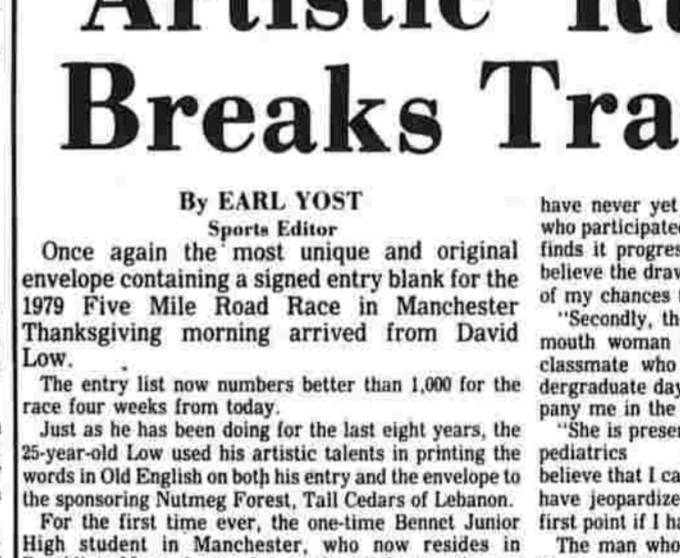 Artistic
Breaks Tra
By EARL YOST
Sports Editor
Once again the most unique and original
envelope containing a signed entry blank for the
1979 Five Mile Road Race in Manchester
Thanksgiving morning arrived from David
Low.
The entry list now numbers better than 1,000 for the
race four weeks from today.
Just as he has been doing for the last eight years, the
25-year-old Low used his artistic talents in printing the
words in Old English on both his entry and the envelope to
the sponsoring Nutmeg Forest, Tall Cedars of Lebanon.
For the first time ever, the one-time Bennet Junior
High student in Manchester, who now resides in
have never yet
who participated
finds it progres
believe the draw
of my chances
"Secondly, th
mouth woman
classmate who
dergraduate day
pany me in the
"She is presen
pediatrics
believe that I ca
have jeopardize
first point if I ha
The man who